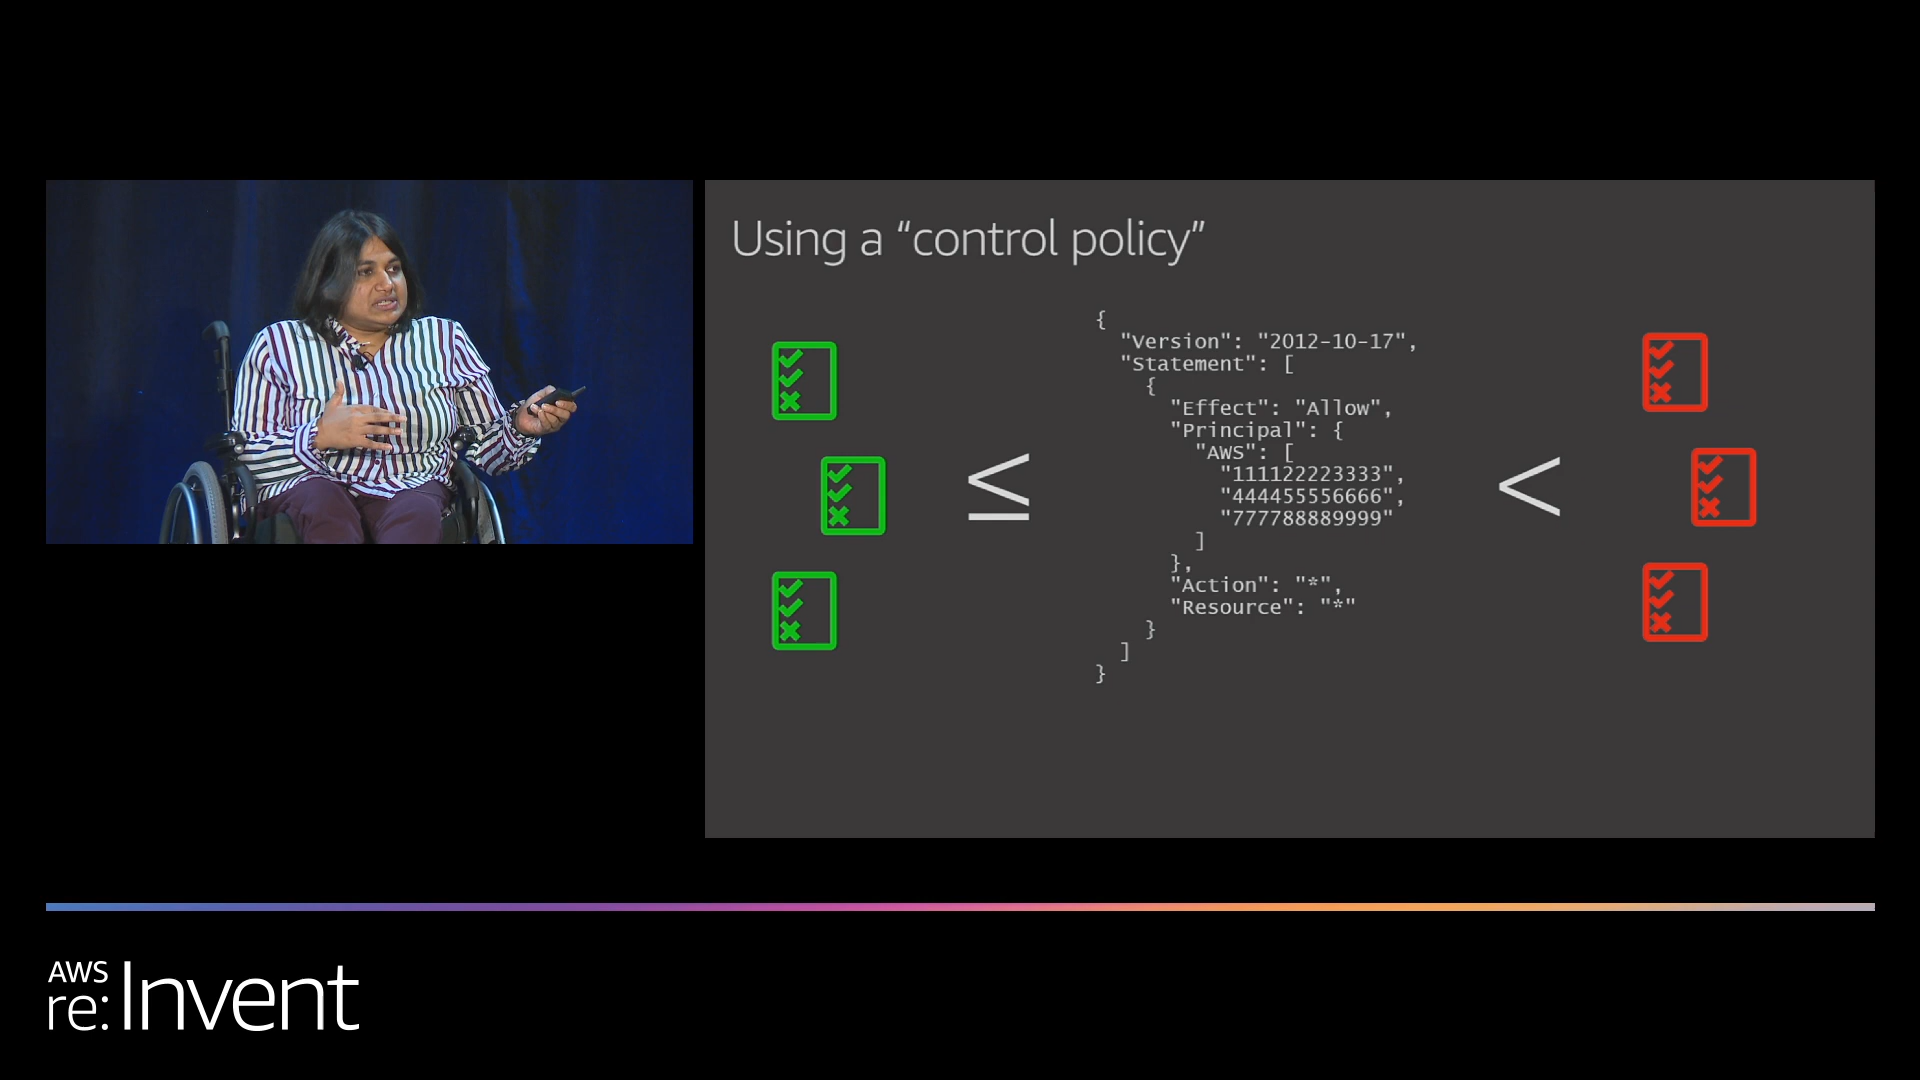 Using a “control policy”
{
"Version": "2012-10-17",
"Statement": [
{
"Effect": "Allow",
"Principal": {
"AWS": [
"111122223333",
"444455556666",
"777788889999"
]
},
"Action": "*",
"Resource": "*"
}
]
}
≤
<
AWS
re:Invent